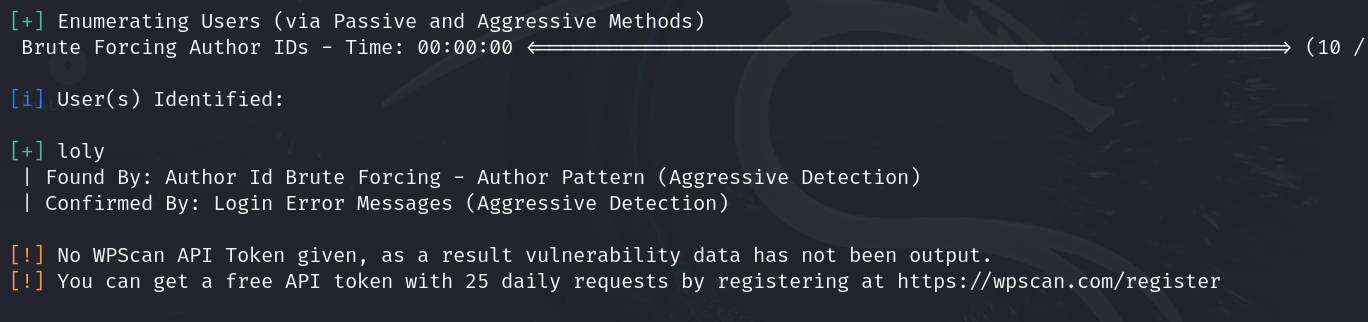 [+] Enumerating Users (via Passive and Aggressive Methods)
 Brute Forcing Author IDs - Time: 00:00:00 <==============================================================> (10 /
[i] User(s) Identified:
[+] loly
 | Found By: Author Id Brute Forcing - Author Pattern (Aggressive Detection)
 | Confirmed By: Login Error Messages (Aggressive Detection)
[!] No WPScan API Token given, as a result vulnerability data has not been output.
[!] You can get a free API token with 25 daily requests by registering at https://wpscan.com/register